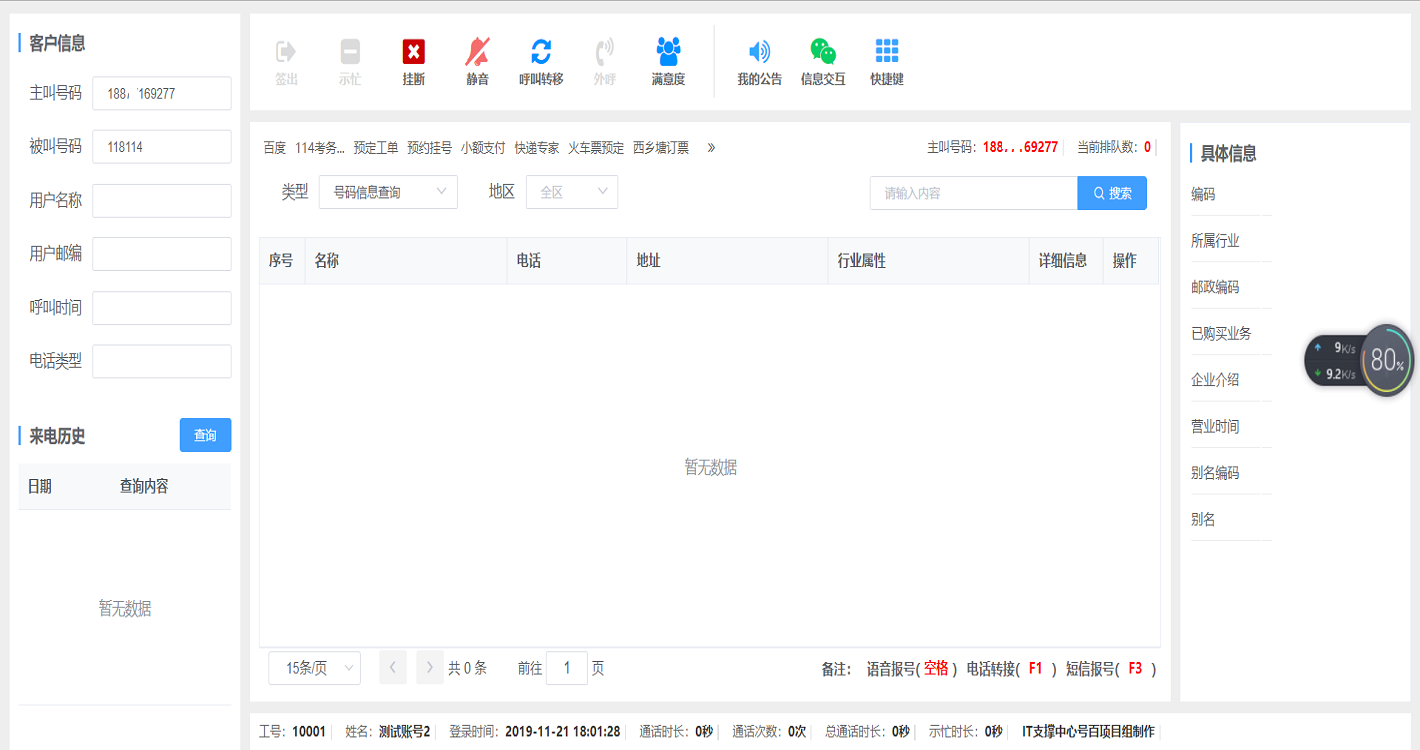 客户信息
主叫号码 188 169277
被叫号码 118114
用户名称
用户邮编
呼叫时间
电话类型
来电历史 查询
日期 查询内容
暂无数据
签出 示忙 挂断 静音 呼叫转移 外呼 满意度 我的公告 信息交互 快捷键
百度 114考务... 预定工单 预约挂号 小额支付 快递专家 火车票预定 西乡塘订票 »
主叫号码: 188...69277 当前排队数: 0
类型 号码信息查询 地区 全区 请输入内容 搜索
序号 名称 电话 地址 行业属性 详细信息 操作
暂无数据
15条/页 共 0 条 前往 1 页
备注: 语音报号( 空格 ) 电话转接( F1 ) 短信报号( F3 )
具体信息
编码
所属行业
邮政编码
已购买业务
企业介绍
营业时间
别名编码
别名
9K/s
9.2K/s
80%
工号: 10001 姓名: 测试账号2 登录时间: 2019-11-21 18:01:28 通话时长: 0秒 通话次数: 0次 总通话时长: 0秒 示忙时长: 0秒 IT支撑中心号百项目组制作